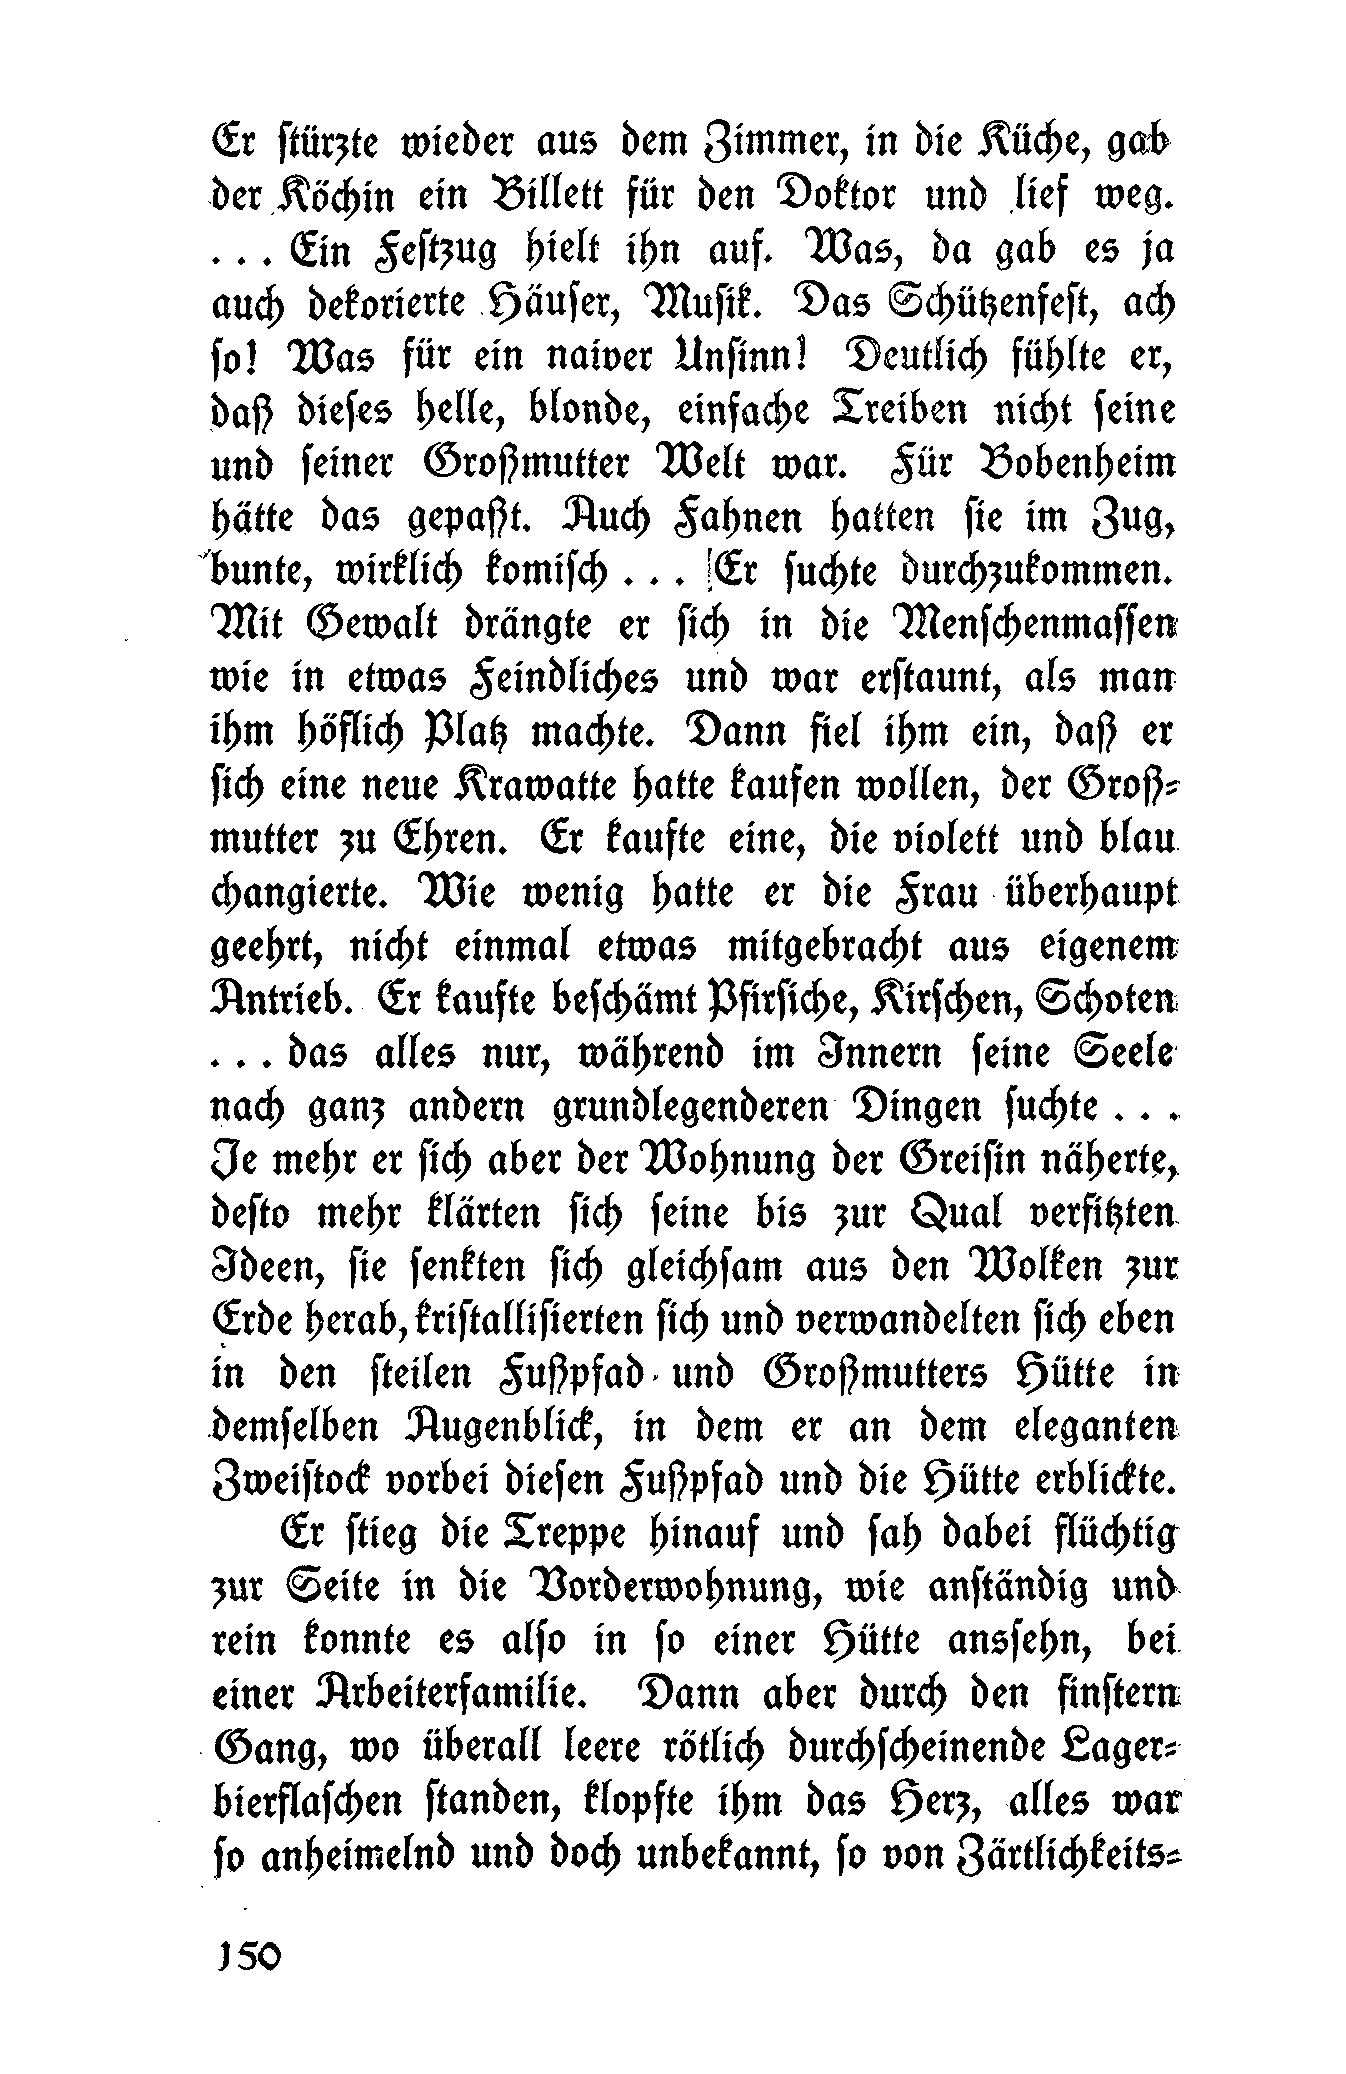 Er stürzte wieder aus dem Zimmer, in die Küche, gab
der Köchin ein Billett für den Doktor und lief weg.
. . . Ein Festzug hielt ihn auf. Was, da gab es ja
auch dekorierte Häuser, Musik. Das Schützenfest, ach
so! Was für ein naiver Unsinn! Deutlich fühlte er,
daß dieses helle, blonde, einfache Treiben nicht seine
und seiner Großmutter Welt war. Für Bobenheim
hätte das gepaßt. Auch Fahnen hatten sie im Zug,
bunte, wirklich komisch . . . Er suchte durchzukommen.
Mit Gewalt drängte er sich in die Menschenmassen
wie in etwas Feindliches und war erstaunt, als man
ihm höflich Platz machte. Dann fiel ihm ein, daß er
sich eine neue Krawatte hatte kaufen wollen, der Groß-
mutter zu Ehren. Er kaufte eine, die violett und blau
changierte. Wie wenig hatte er die Frau überhaupt
geehrt, nicht einmal etwas mitgebracht aus eigenem
Antrieb. Er kaufte beschämt Pfirsiche, Kirschen, Schoten
. . . das alles nur, während im Innern seine Seele
nach ganz andern grundlegenderen Dingen suchte . . .
Je mehr er sich aber der Wohnung der Greisin näherte,
desto mehr klärten sich seine bis zur Qual verfitzten
Ideen, sie senkten sich gleichsam aus den Wolken zur
Erde herab, kristallisierten sich und verwandelten sich eben
in den steilen Fußpfad und Großmutters Hütte in
demselben Augenblick, in dem er an dem eleganten
Zweistock vorbei diesen Fußpfad und die Hütte erblickte.
Er stieg die Treppe hinauf und sah dabei flüchtig
zur Seite in die Vorderwohnung, wie anständig und
rein konnte es also in so einer Hütte anssehn, bei
einer Arbeiterfamilie. Dann aber durch den finstern
Gang, wo überall leere rötlich durchscheinende Lager-
bierflaschen standen, klopfte ihm das Herz, alles war
so anheimelnd und doch unbekannt, so von Zärtlichkeits-
150